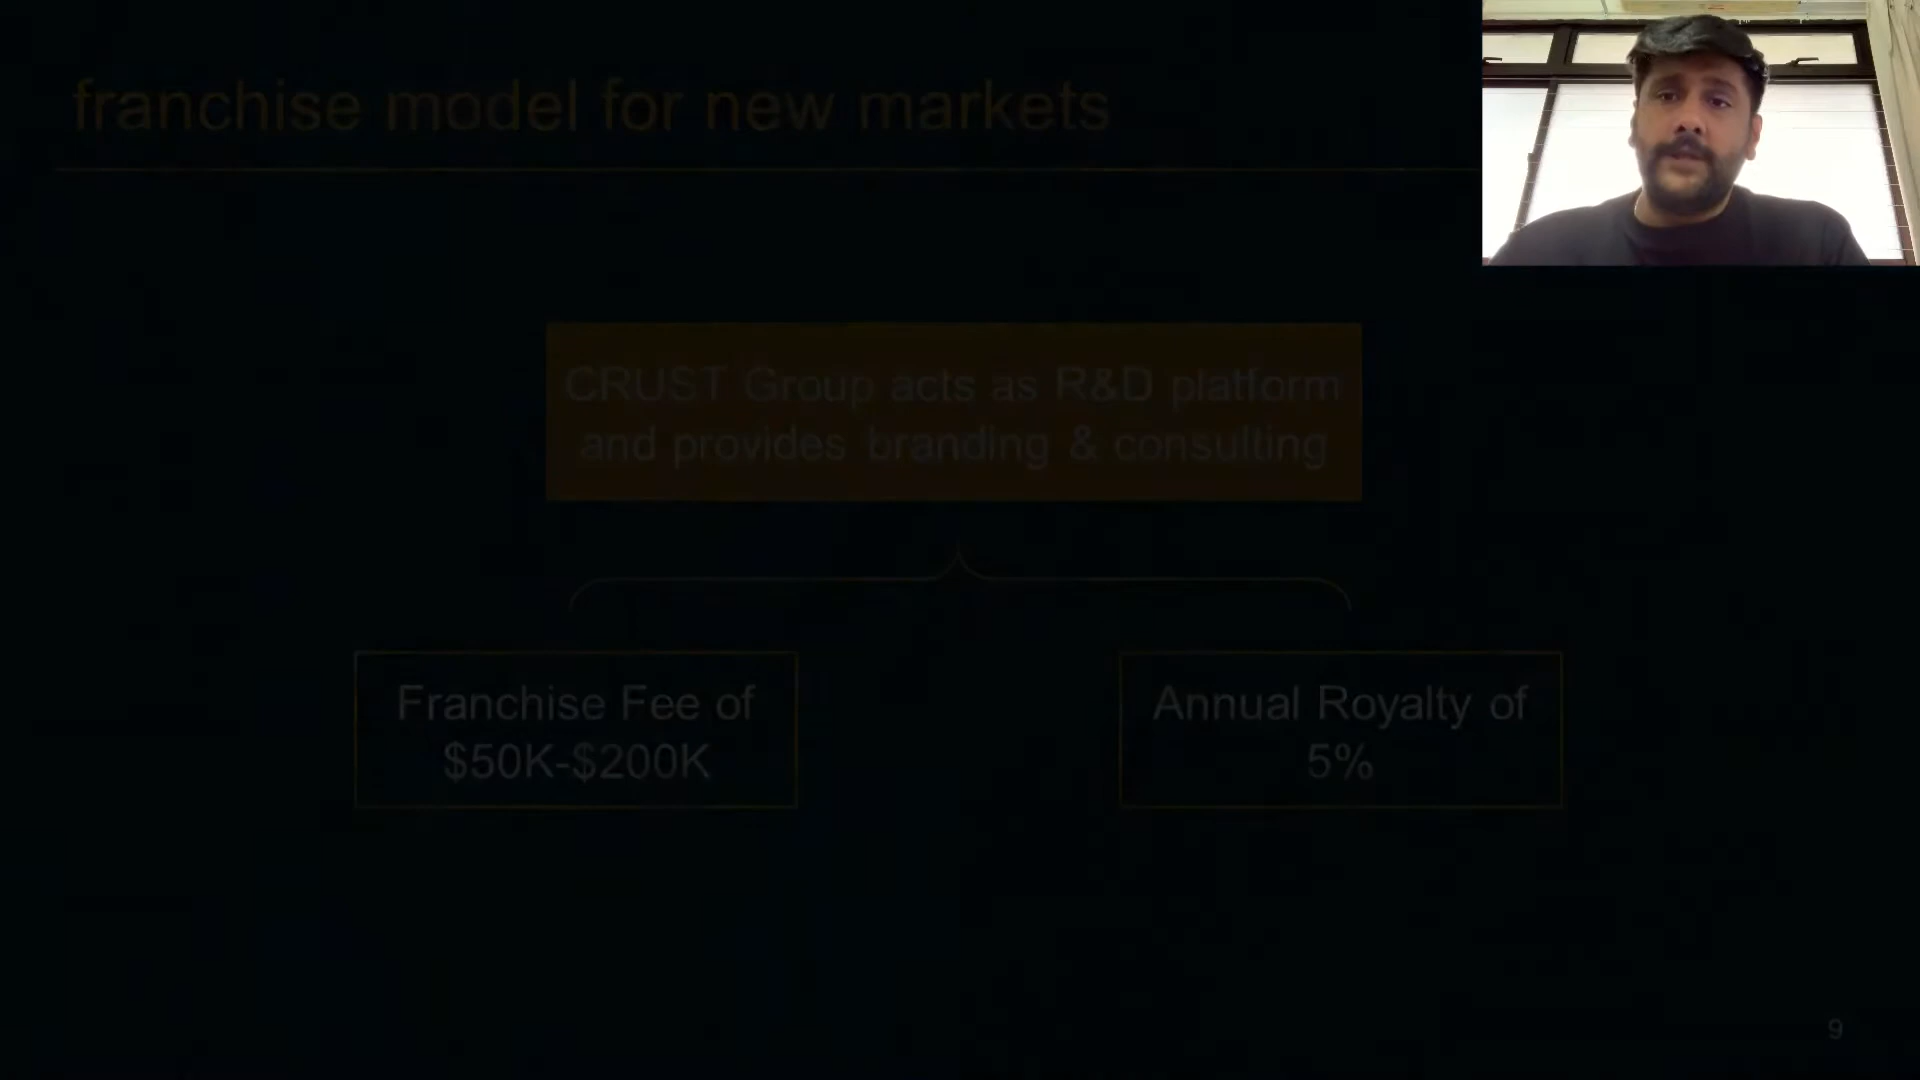 franchise model for new markets
CRUST Group acts as R&D platform
and provides branding & consulting
Franchise Fee of
$50K-$200K
Annual Royalty of
5%
9